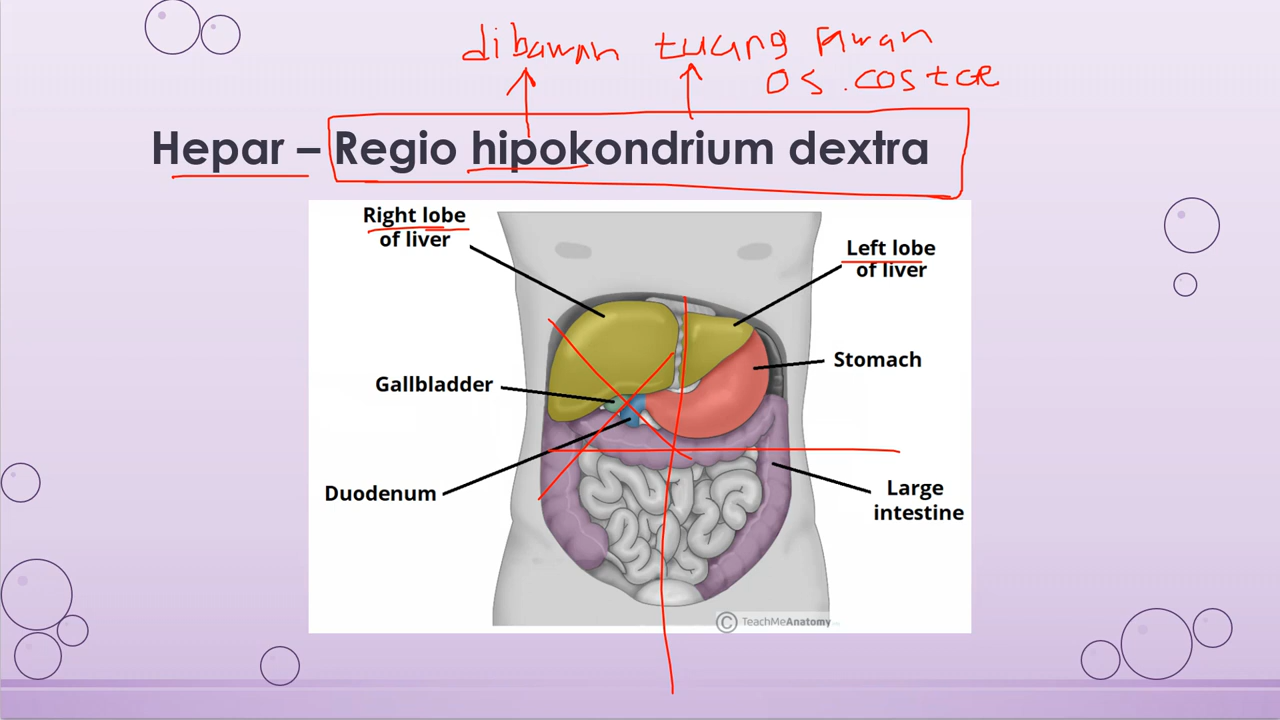 dibawah tulang rawan
OS.COSTAE
Hepar – Regio hipokondrium dextra
Right lobe
of liver
Left lobe
of liver
Gallbladder
Stomach
Duodenum
Large
intestine
© TeachMeAnatomy